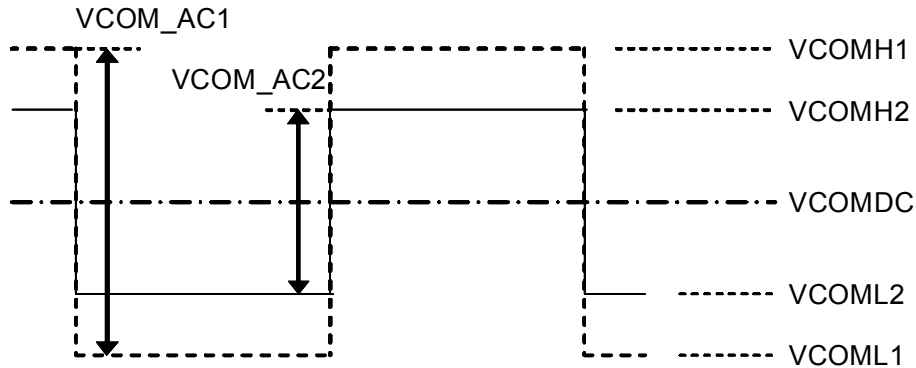 VCOM_AC1
VCOMH1
VCOM_AC2
VCOMH2
VCOMDC
VCOML2
VCOML1